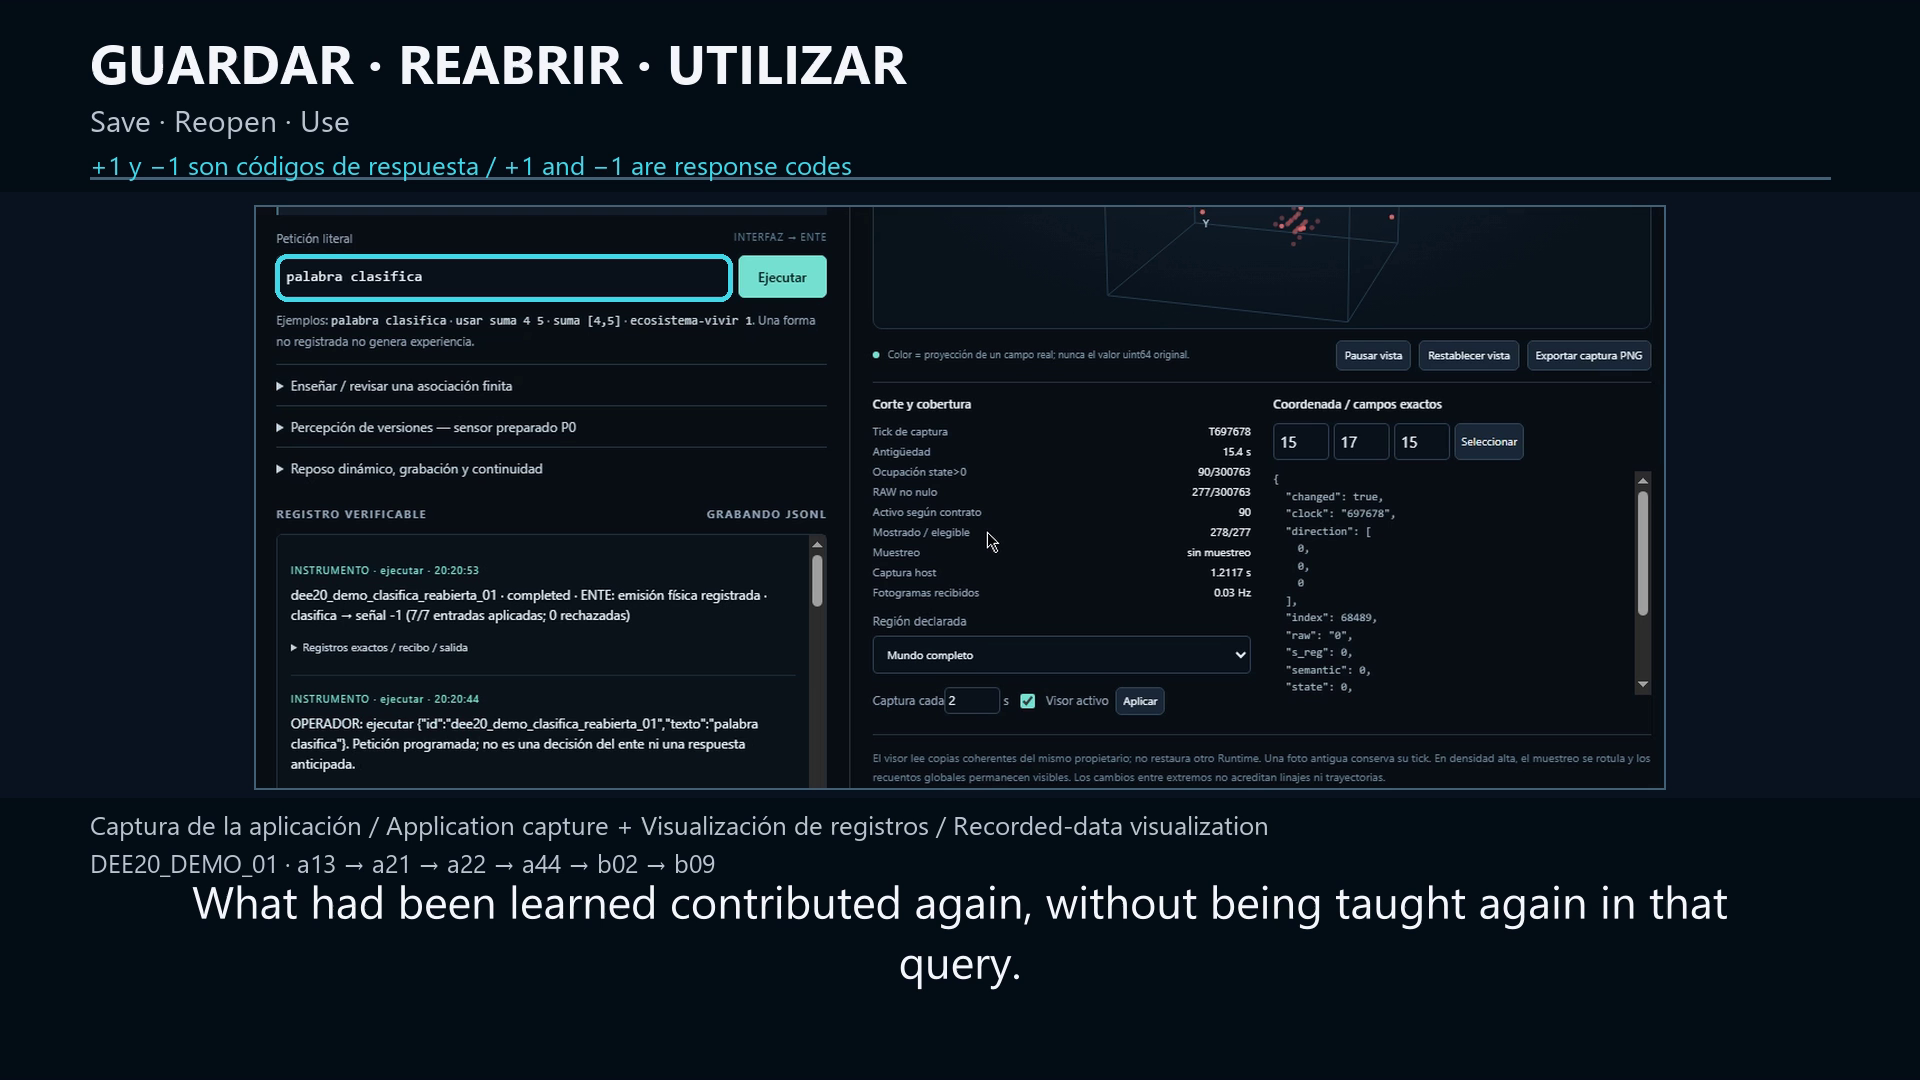 GUARDAR · REABRIR · UTILIZAR
Save · Reopen · Use
+1 y −1 son códigos de respuesta / +1 and −1 are response codes
Petición literal
INTERFAZ → ENTE
palabra clasifica
Ejecutar
Ejemplos: palabra clasifica · usar suma 4 5 · suma [4,5] · ecosistema-vivir 1. Una forma
no registrada no genera experiencia.
▶ Enseñar / revisar una asociación finita
▶ Percepción de versiones — sensor preparado P0
▶ Reposo dinámico, grabación y continuidad
REGISTRO VERIFICABLE
GRABANDO JSONL
INSTRUMENTO · ejecutar · 20:20:53
dee20_demo_clasifica_reabierta_01 · completed · ENTE: emisión física registrada ·
clasifica → señal -1 (7/7 entradas aplicadas; 0 rechazadas)
▶ Registros exactos / recibo / salida
INSTRUMENTO · ejecutar · 20:20:44
OPERADOR: ejecutar {"id":"dee20_demo_clasifica_reabierta_01","texto":"palabra
clasifica"}. Petición programada; no es una decisión del ente ni una respuesta
anticipada.
Y
Color = proyección de un campo real; nunca el valor uint64 original.
Pausar vista
Restablecer vista
Exportar captura PNG
Corte y cobertura
Tick de captura T697678
Antigüedad 15.4 s
Ocupación state>0 90/300763
RAW no nulo 277/300763
Activo según contrato 90
Mostrado / elegible 278/277
Muestreo sin muestreo
Captura host 1.2117 s
Fotogramas recibidos 0.03 Hz
Región declarada
Mundo completo
Captura cada 2 s Visor activo Aplicar
Coordenada / campos exactos
15 17 15 Seleccionar
{
"changed": true,
"clock": "697678",
"direction": [
0,
0,
0
],
"index": 68489,
"raw": "0",
"s_reg": 0,
"semantic": 0,
"state": 0,
El visor lee copias coherentes del mismo propietario; no restaura otro Runtime. Una foto antigua conserva su tick. En densidad alta, el muestreo se rotula y los
recuentos globales permanecen visibles. Los cambios entre extremos no acreditan linajes ni trayectorias.
Captura de la aplicación / Application capture + Visualización de registros / Recorded-data visualization
DEE20_DEMO_01 · a13 → a21 → a22 → a44 → b02 → b09
What had been learned contributed again, without being taught again in that
query.